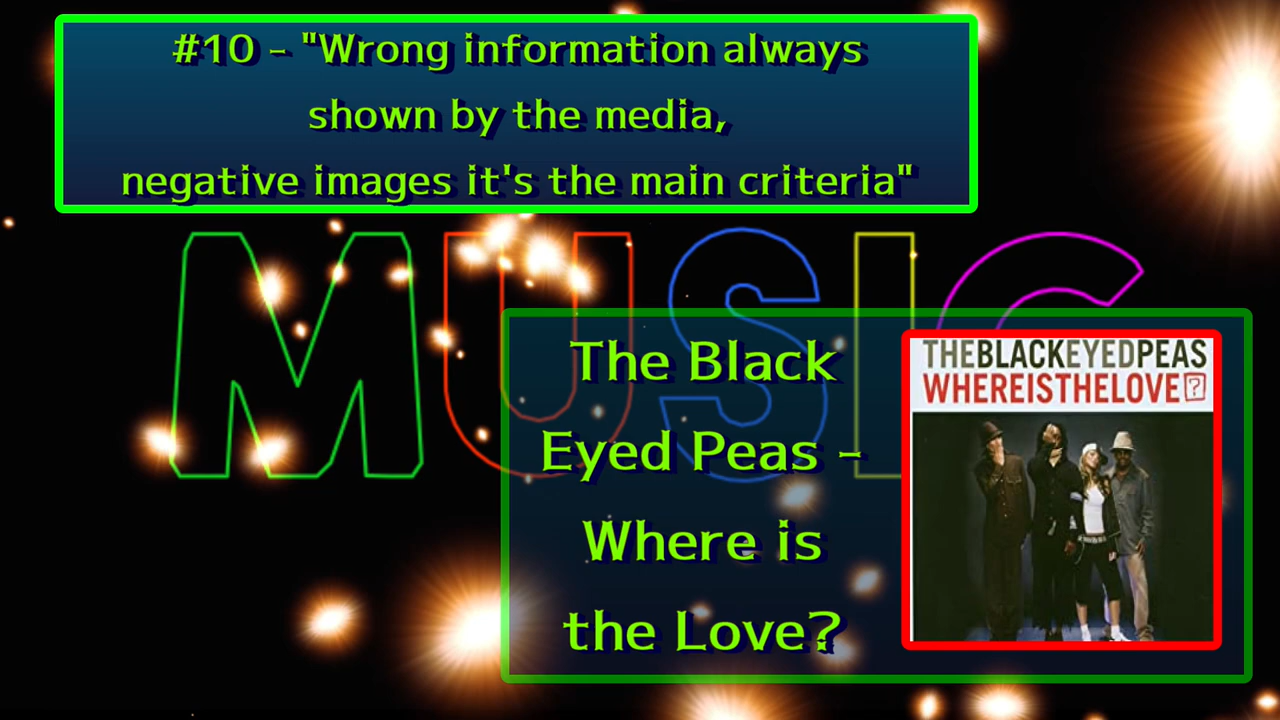 #10 - "Wrong information always
shown by the media,
negative images it's the main criteria"
MUSIC
The Black
Eyed Peas -
Where is
the Love?
THEBLACKEYEDPEAS
WHEREISTHELOVE?